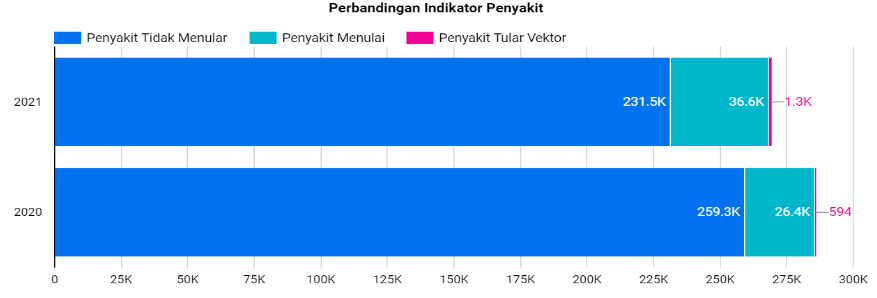 Perbandingan Indikator Penyakit
Penyakit Tidak Menular Penyakit Menulai Penyakit Tular Vektor
2021 231.5K 36.6K 1.3K
2020 259.3K 26.4K 594
0 25K 50K 75K 100K 125K 150K 175K 200K 225K 250K 275K 300K